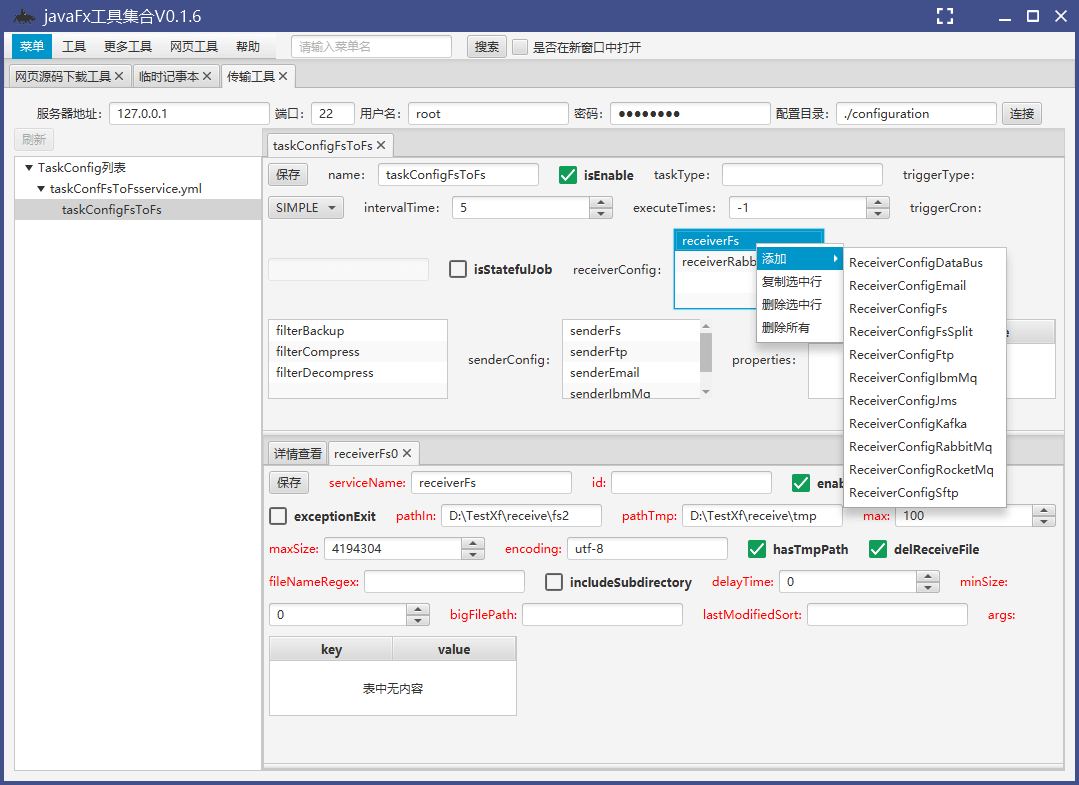 javaFx工具集合V0.1.6
菜单 工具 更多工具 网页工具 帮助 请输入菜单名 搜索 是否在新窗口中打开
网页源码下载工具 临时记事本 传输工具
服务器地址: 127.0.0.1 端口: 22 用户名: root 密码: ●●●●●●●● 配置目录: ./configuration 连接
刷新
TaskConfig列表
taskConfFsToFsservice.yml
taskConfigFsToFs
taskConfigFsToFs
保存 name: taskConfigFsToFs isEnable taskType: triggerType:
SIMPLE intervalTime: 5 executeTimes: -1 triggerCron:
isStatefulJob receiverConfig:
receiverFs
receiverRabb
添加
复制选中行
删除选中行
删除所有
ReceiverConfigDataBus
ReceiverConfigEmail
ReceiverConfigFs
ReceiverConfigFsSplit
ReceiverConfigFtp
ReceiverConfigIbmMq
ReceiverConfigJms
ReceiverConfigKafka
ReceiverConfigRabbitMq
ReceiverConfigRocketMq
ReceiverConfigSftp
filterBackup
filterCompress
filterDecompress
senderConfig:
senderFs
senderFtp
senderEmail
senderIbmMq
properties:
详情查看 receiverFs0
保存 serviceName: receiverFs id: enab
exceptionExit pathIn: D:\TestXf\receive\fs2 pathTmp: D:\TestXf\receive\tmp max: 100
maxSize: 4194304 encoding: utf-8 hasTmpPath delReceiveFile
fileNameRegex: includeSubdirectory delayTime: 0 minSize:
0 bigFilePath: lastModifiedSort: args:
key value
表中无内容